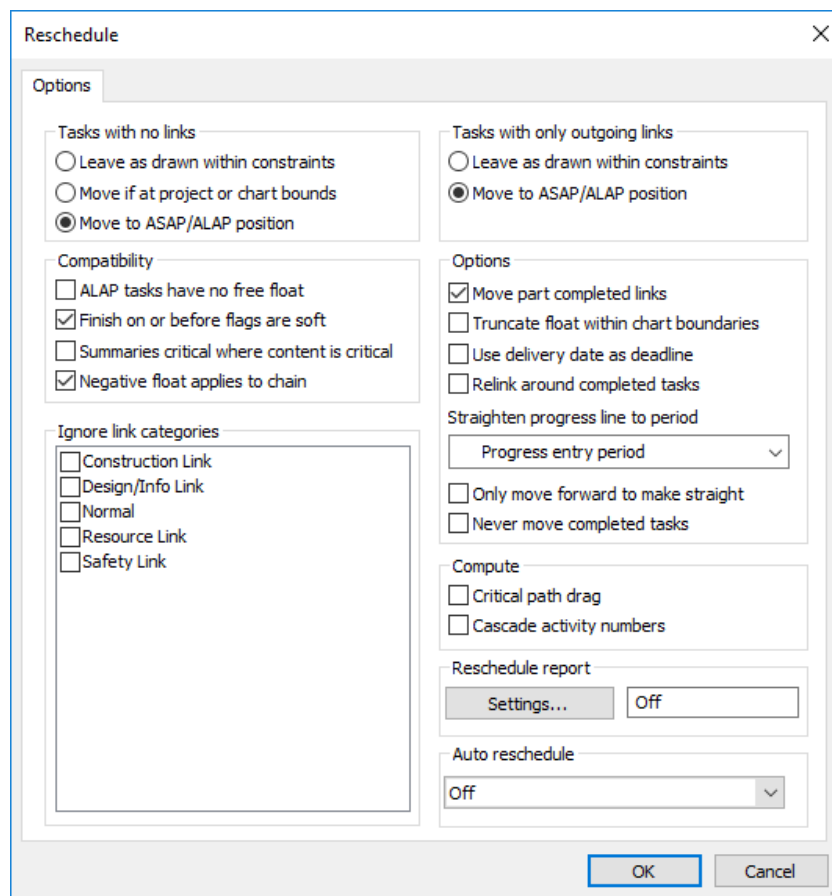 Reschedule
Options
Tasks with no links
Leave as drawn within constraints
Move if at project or chart bounds
Move to ASAP/ALAP position
Tasks with only outgoing links
Leave as drawn within constraints
Move to ASAP/ALAP position
Compatibility
ALAP tasks have no free float
Finish on or before flags are soft
Summaries critical where content is critical
Negative float applies to chain
Options
Move part completed links
Truncate float within chart boundaries
Use delivery date as deadline
Relink around completed tasks
Straighten progress line to period
Progress entry period
Only move forward to make straight
Never move completed tasks
Ignore link categories
Construction Link
Design/Info Link
Normal
Resource Link
Safety Link
Compute
Critical path drag
Cascade activity numbers
Reschedule report
Settings... Off
Auto reschedule
Off
OK Cancel